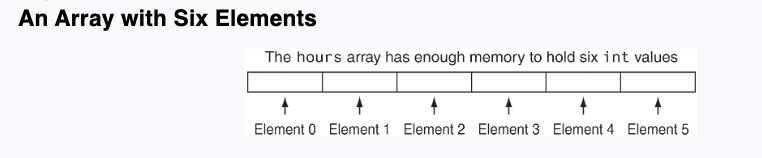 An Array with Six Elements
The hours array has enough memory to hold six int values
Element 0 Element 1 Element 2 Element 3 Element 4 Element 5